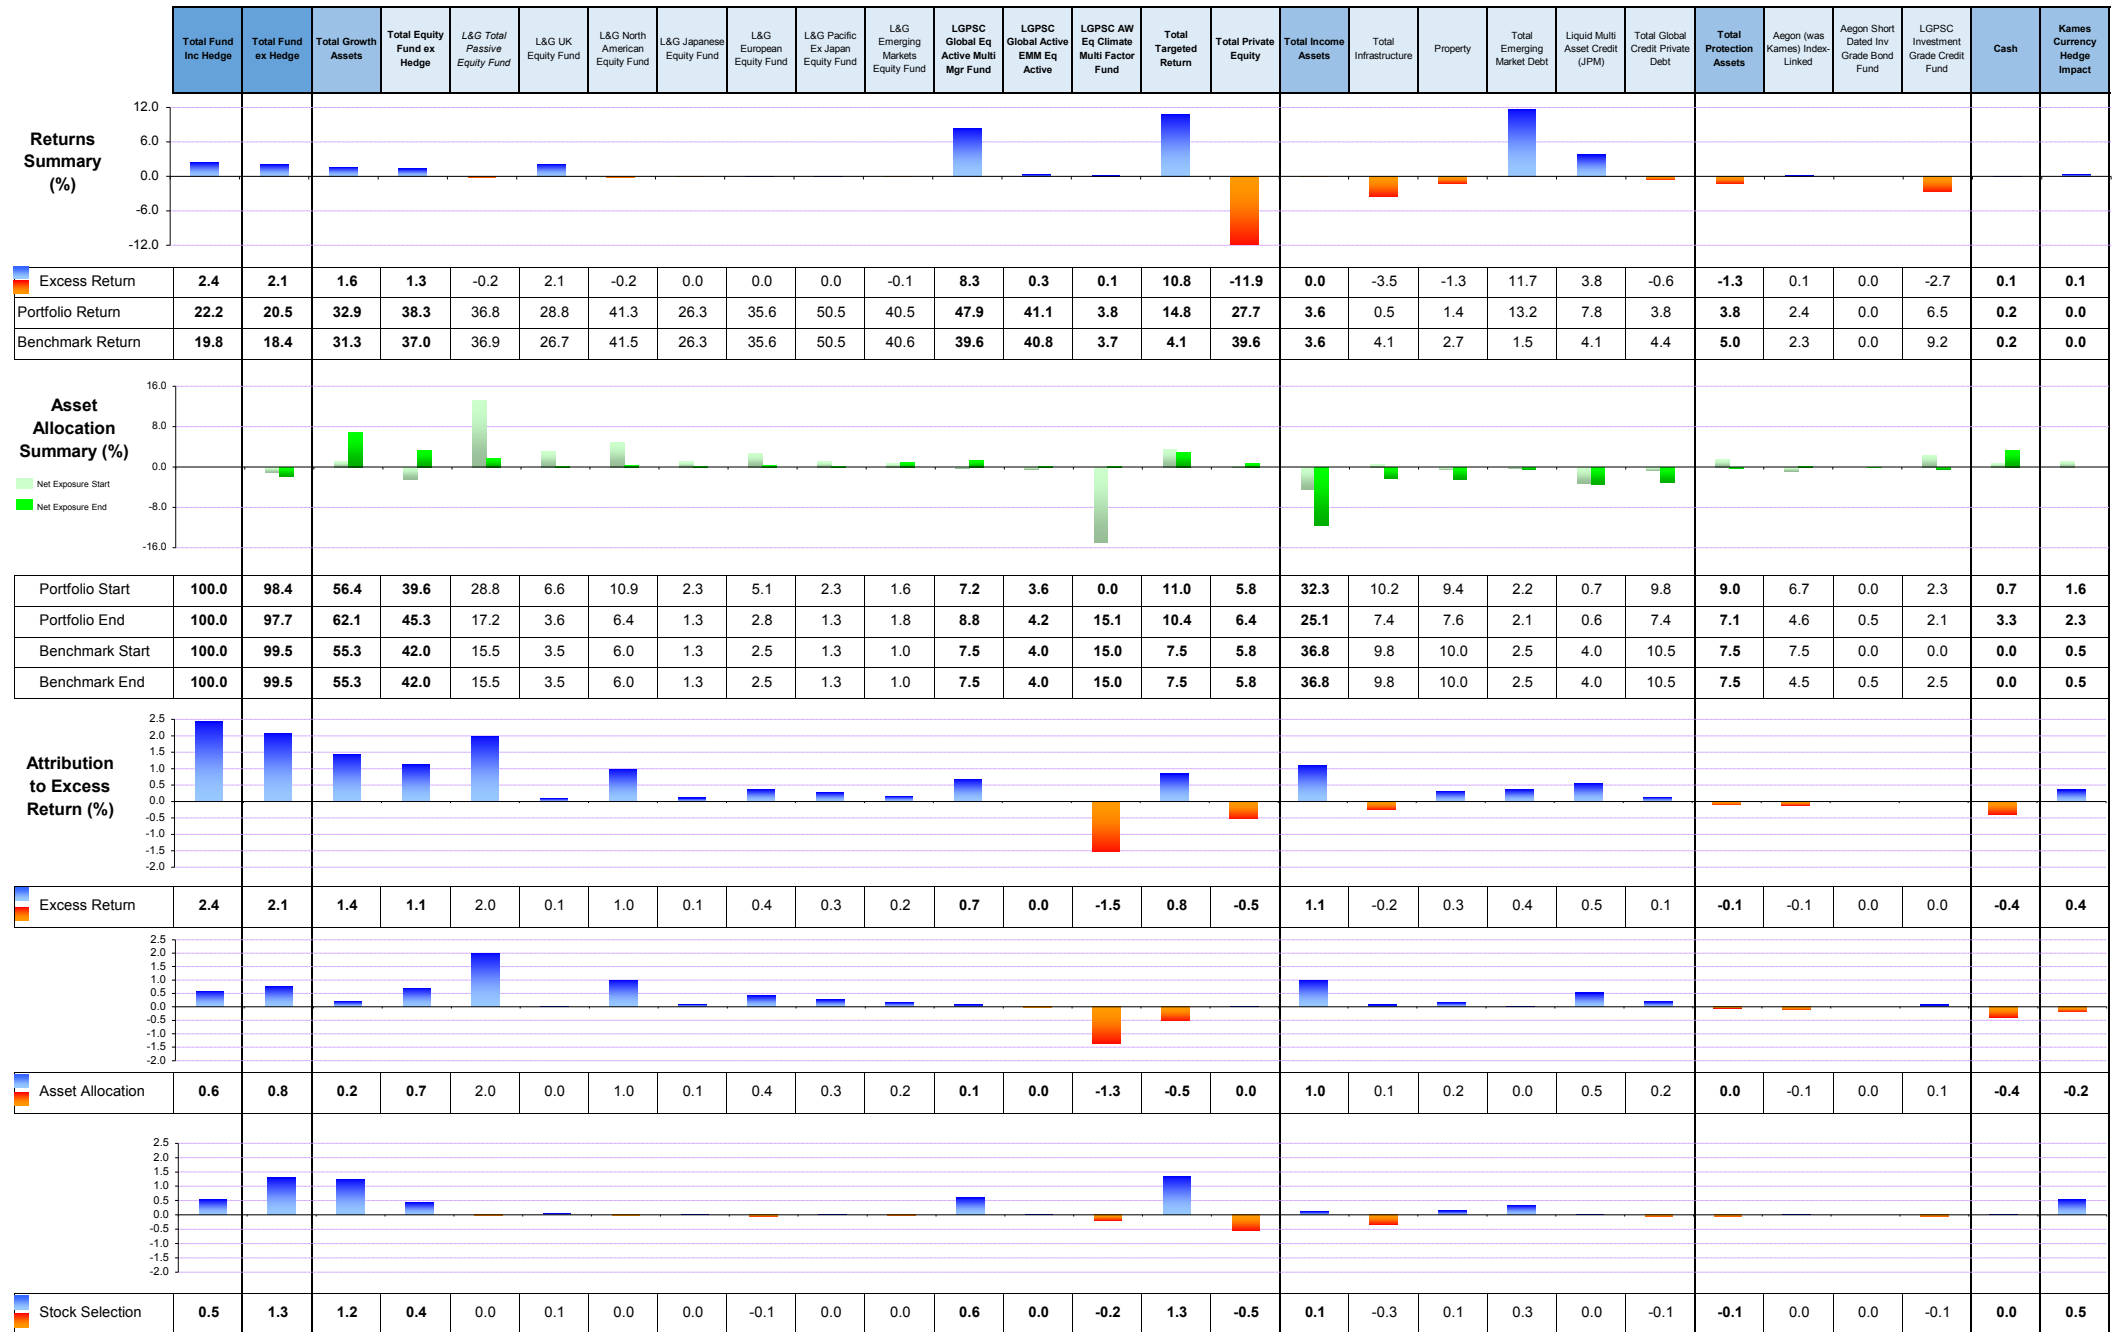 Total Fund Inc Hedge	Total Fund ex Hedge	Total Growth Assets	Total Equity Fund ex Hedge	L&G Total Passive Equity Fund	L&G UK Equity Fund	L&G North American Equity Fund	L&G Japanese Equity Fund	L&G European Equity Fund	L&G Pacific Ex Japan Equity Fund	L&G Emerging Markets Equity Fund	LGPSC Global Eq Active Multi Mgr Fund	LGPSC Global Active EMM Eq Active	LGPSC AW Eq Climate Multi Factor Fund	Total Targeted Return	Total Private Equity	Total Income Assets	Total Infrastructure	Property	Total Emerging Market Debt	Liquid Multi Asset Credit (JPM)	Total Global Credit Private Debt	Total Protection Assets	Aegon (was Kames) Index-Linked	Aegon Short Dated Inv Grade Bond Fund	LGPSC Investment Grade Credit Fund	Cash	Kames Currency Hedge Impact
Returns
Summary
(%)
12.0
6.0
0.0
-6.0
-12.0
Excess Return	2.4	2.1	1.6	1.3	-0.2	2.1	-0.2	0.0	0.0	0.0	-0.1	8.3	0.3	0.1	10.8	-11.9	0.0	-3.5	-1.3	11.7	3.8	-0.6	-1.3	0.1	0.0	-2.7	0.1	0.1
Portfolio Return	22.2	20.5	32.9	38.3	36.8	28.8	41.3	26.3	35.6	50.5	40.5	47.9	41.1	3.8	14.8	27.7	3.6	0.5	1.4	13.2	7.8	3.8	3.8	2.4	0.0	6.5	0.2	0.0
Benchmark Return	19.8	18.4	31.3	37.0	36.9	26.7	41.5	26.3	35.6	50.5	40.6	39.6	40.8	3.7	4.1	39.6	3.6	4.1	2.7	1.5	4.1	4.4	5.0	2.3	0.0	9.2	0.2	0.0
Asset
Allocation
Summary (%)
Net Exposure Start
Net Exposure End
16.0
8.0
0.0
-8.0
-16.0
Portfolio Start	100.0	98.4	56.4	39.6	28.8	6.6	10.9	2.3	5.1	2.3	1.6	7.2	3.6	0.0	11.0	5.8	32.3	10.2	9.4	2.2	0.7	9.8	9.0	6.7	0.0	2.3	0.7	1.6
Portfolio End	100.0	97.7	62.1	45.3	17.2	3.6	6.4	1.3	2.8	1.3	1.8	8.8	4.2	15.1	10.4	6.4	25.1	7.4	7.6	2.1	0.6	7.4	7.1	4.6	0.5	2.1	3.3	2.3
Benchmark Start	100.0	99.5	55.3	42.0	15.5	3.5	6.0	1.3	2.5	1.3	1.0	7.5	4.0	15.0	7.5	5.8	36.8	9.8	10.0	2.5	4.0	10.5	7.5	7.5	0.0	0.0	0.0	0.5
Benchmark End	100.0	99.5	55.3	42.0	15.5	3.5	6.0	1.3	2.5	1.3	1.0	7.5	4.0	15.0	7.5	5.8	36.8	9.8	10.0	2.5	4.0	10.5	7.5	4.5	0.5	2.5	0.0	0.5
Attribution
to Excess
Return (%)
2.5
2.0
1.5
1.0
0.5
0.0
-0.5
-1.0
-1.5
-2.0
Excess Return	2.4	2.1	1.4	1.1	2.0	0.1	1.0	0.1	0.4	0.3	0.2	0.7	0.0	-1.5	0.8	-0.5	1.1	-0.2	0.3	0.4	0.5	0.1	-0.1	-0.1	0.0	0.0	-0.4	0.4
2.5
2.0
1.5
1.0
0.5
0.0
-0.5
-1.0
-1.5
-2.0
Asset Allocation	0.6	0.8	0.2	0.7	2.0	0.0	1.0	0.1	0.4	0.3	0.2	0.1	0.0	-1.3	-0.5	0.0	1.0	0.1	0.2	0.0	0.5	0.2	0.0	-0.1	0.0	0.1	-0.4	-0.2
2.5
2.0
1.5
1.0
0.5
0.0
-0.5
-1.0
-1.5
-2.0
Stock Selection	0.5	1.3	1.2	0.4	0.0	0.1	0.0	0.0	-0.1	0.0	0.0	0.6	0.0	-0.2	1.3	-0.5	0.1	-0.3	0.1	0.3	0.0	-0.1	-0.1	0.0	0.0	-0.1	0.0	0.5